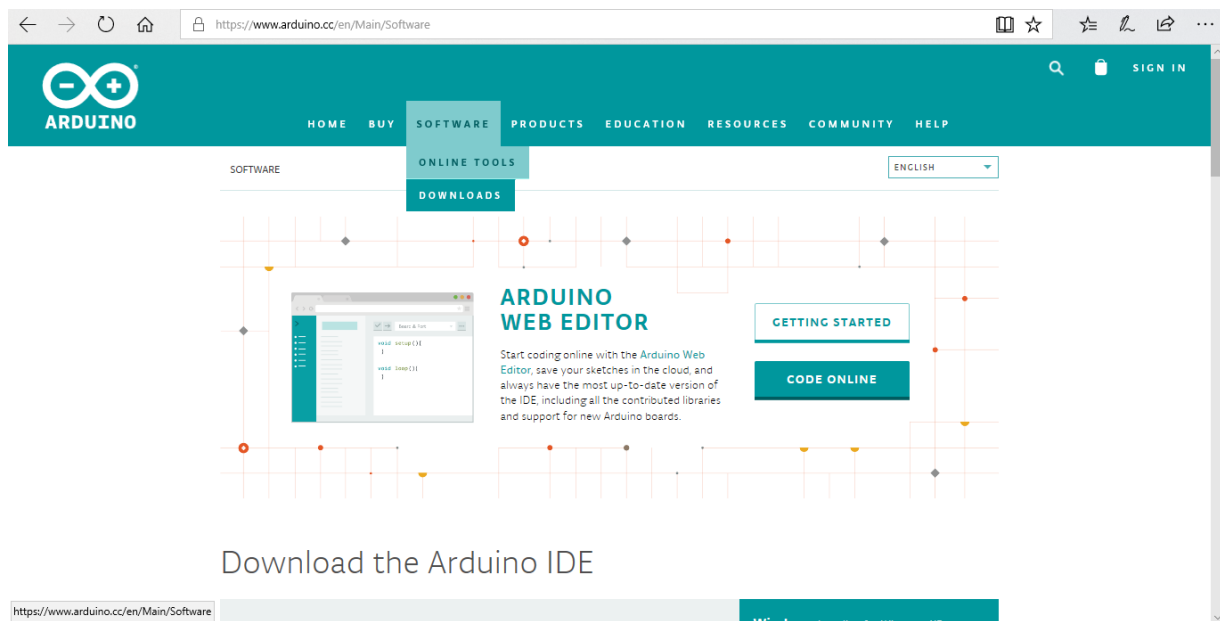 https://www.arduino.cc/en/Main/Software
SIGN IN
ARDUINO
HOME BUY SOFTWARE PRODUCTS EDUCATION RESOURCES COMMUNITY HELP
ONLINE TOOLS
SOFTWARE
ENGLISH
DOWNLOADS
ARDUINO
WEB EDITOR
Start coding online with the Arduino Web
Editor, save your sketches in the cloud, and
always have the most up-to-date version of
the IDE, including all the contributed libraries
and support for new Arduino boards.
GETTING STARTED
CODE ONLINE
void setup(){
}
void loop(){
}
Download the Arduino IDE
https://www.arduino.cc/en/Main/Software